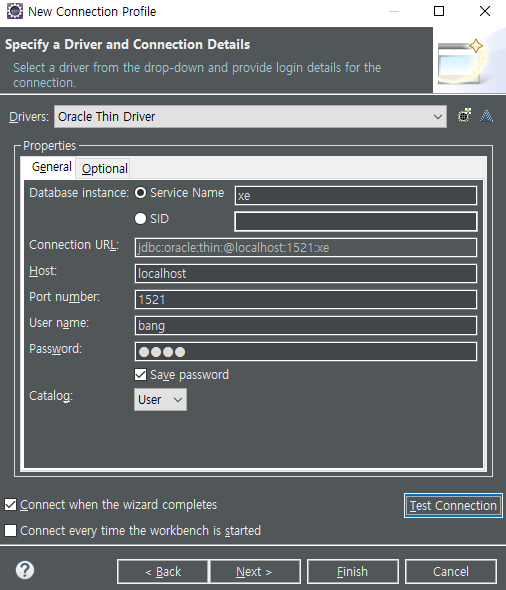 New Connection Profile
Specify a Driver and Connection Details
Select a driver from the drop-down and provide login details for the
connection.
Drivers: Oracle Thin Driver
Properties
General Optional
Database instance: Service Name xe
SID
Connection URL: jdbc:oracle:thin:@localhost:1521:xe
Host: localhost
Port number: 1521
User name: bang
Password: ●●●●
Save password
Catalog: User
Connect when the wizard completes
Test Connection
Connect every time the workbench is started
? < Back Next > Finish Cancel